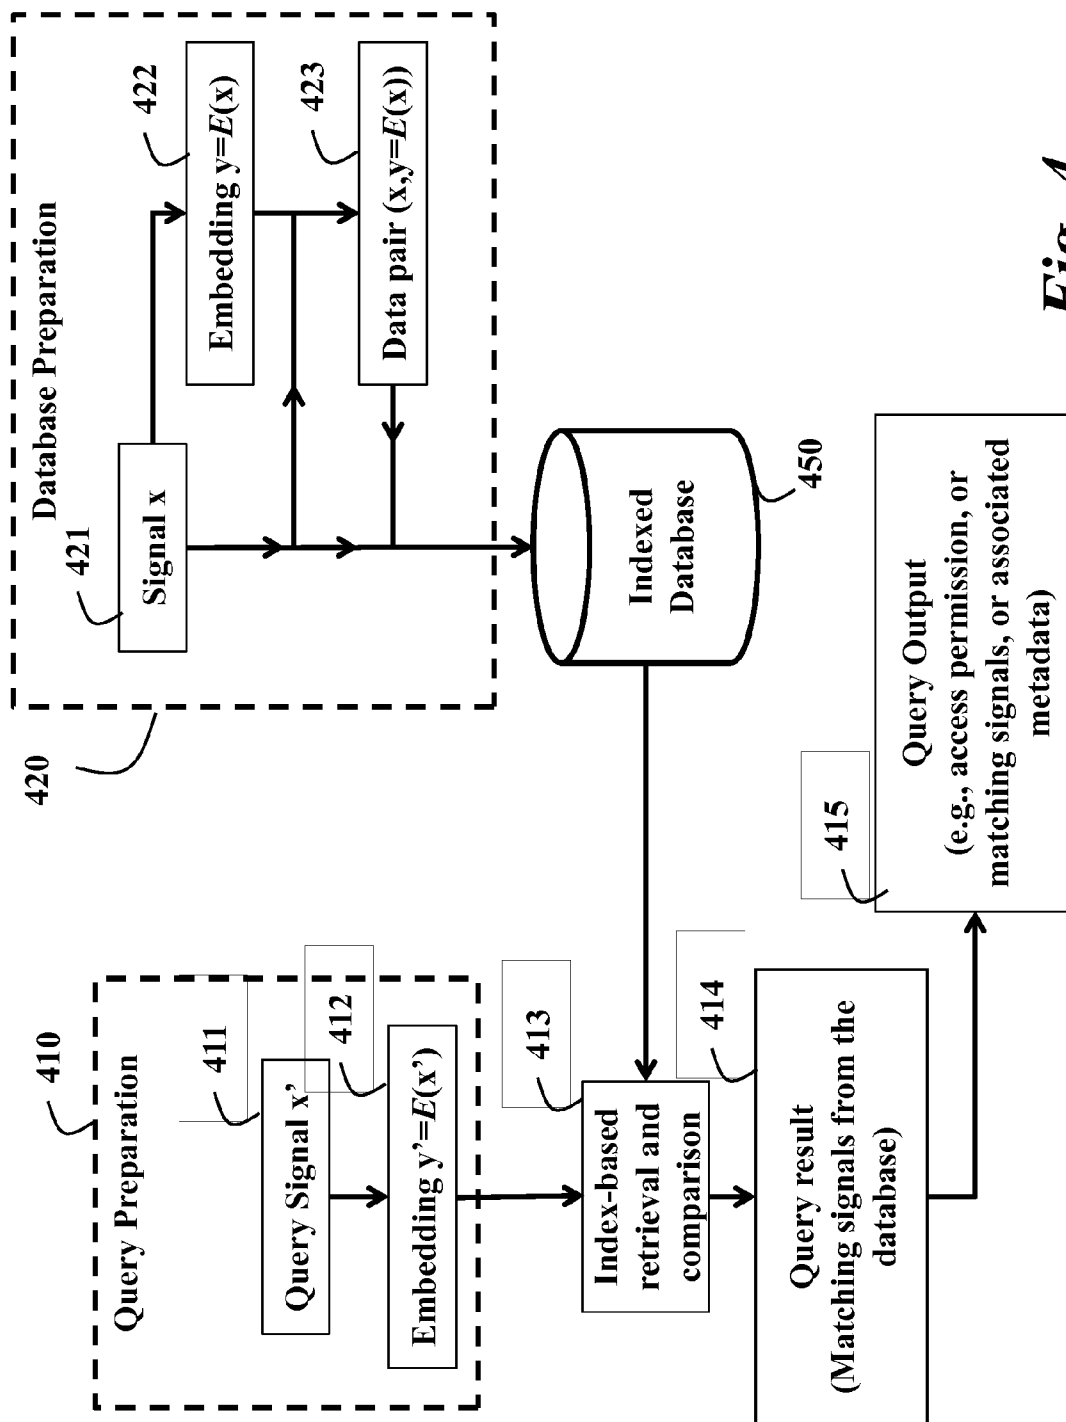 410
Query Preparation
411
Query Signal x’
412
Embedding y’=E(x’)
413
Index-based
retrieval and
comparison
414
Query result
(Matching signals from the
database)
415
Query Output
(e.g., access permission, or
matching signals, or associated
metadata)
420
Database Preparation
421
Signal x
422
Embedding y=E(x)
423
Data pair (x,y=E(x))
Indexed
Database
450
Fig. 4